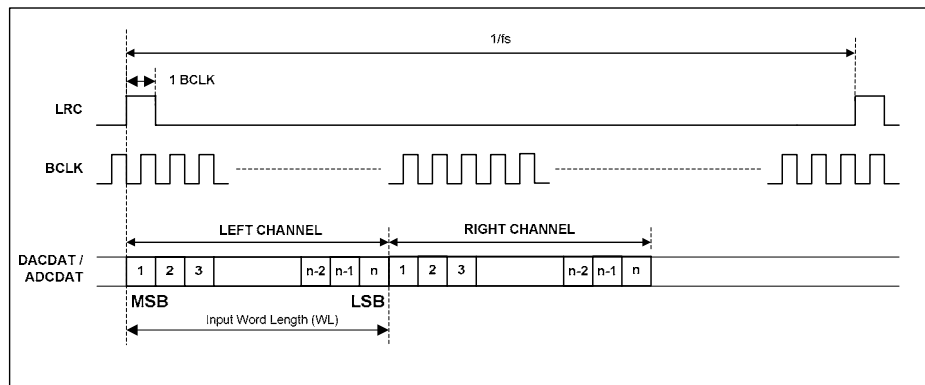 1/fs
1 BCLK
LRC
BCLK
LEFT CHANNEL
RIGHT CHANNEL
DACDAT /
ADCDAT
1 2 3 n-2 n-1 n 1 2 3 n-2 n-1 n
MSB LSB
Input Word Length (WL)